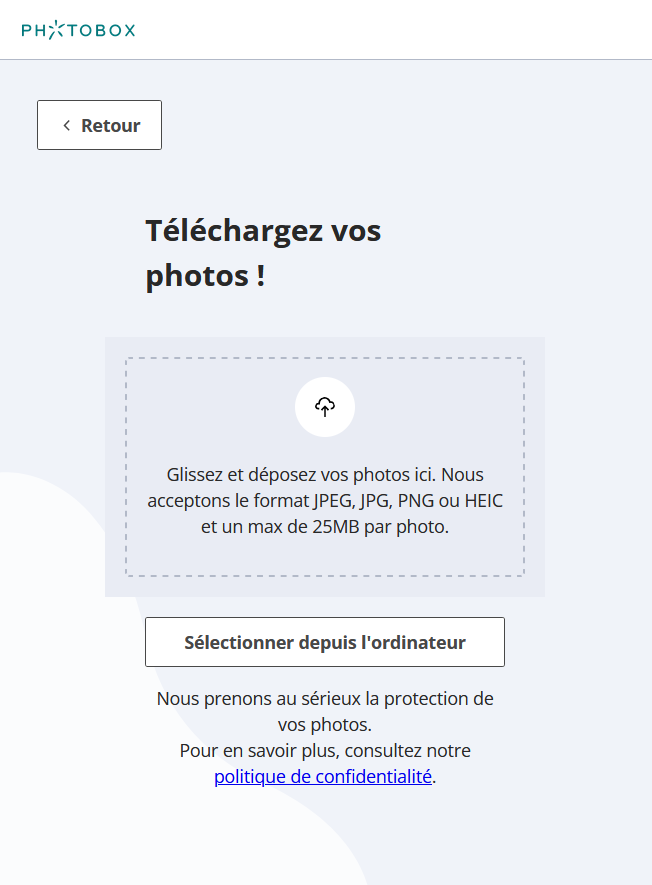 PHOTOBOX
Retour
Téléchargez vos
photos !
Glissez et déposez vos photos ici. Nous
acceptons le format JPEG, JPG, PNG ou HEIC
et un max de 25MB par photo.
Sélectionner depuis l'ordinateur
Nous prenons au sérieux la protection de
vos photos.
Pour en savoir plus, consultez notre
politique de confidentialité.